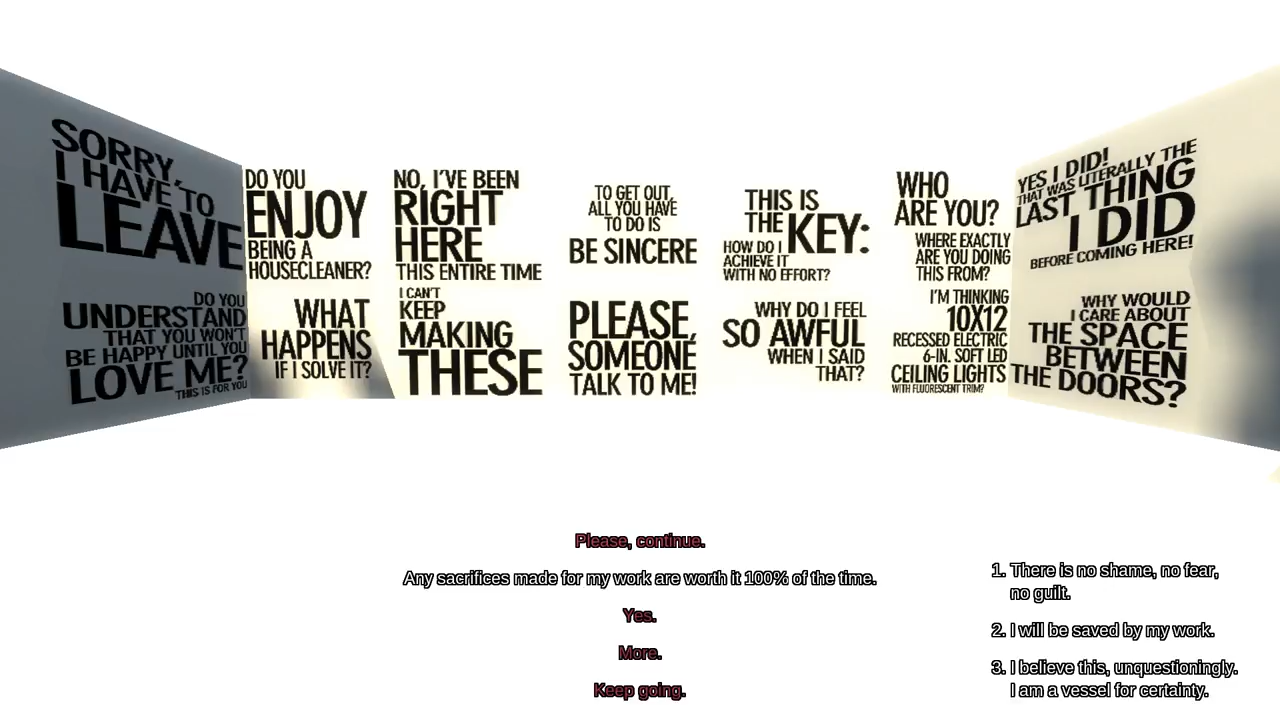 SORRY,
I HAVE TO
LEAVE
DO YOU
UNDERSTAND
THAT YOU WON'T
BE HAPPY UNTIL YOU
LOVE ME?
THIS IS FOR YOU
DO YOU
ENJOY
BEING A
HOUSECLEANER?
WHAT
HAPPENS
IF I SOLVE IT?
NO, I'VE BEEN
RIGHT
HERE
THIS ENTIRE TIME
I CAN'T
KEEP
MAKING
THESE
TO GET OUT,
ALL YOU HAVE
TO DO IS
BE SINCERE
PLEASE,
SOMEONE
TALK TO ME!
THIS IS
THE KEY:
HOW DO I
ACHIEVE IT
WITH NO EFFORT?
WHY DO I FEEL
SO AWFUL
WHEN I SAID
THAT?
WHO
ARE YOU?
WHERE EXACTLY
ARE YOU DOING
THIS FROM?
I'M THINKING
10X12
RECESSED ELECTRIC
6-IN. SOFT LED
CEILING LIGHTS
WITH FLUORESCENT TRIM?
YES I DID!
THAT WAS LITERALLY THE
LAST THING
I DID
BEFORE COMING HERE!
WHY WOULD
I CARE ABOUT
THE SPACE
BETWEEN
THE DOORS?
Please, continue.
Any sacrifices made for my work are worth it 100% of the time.
Yes.
More.
Keep going.
1. There is no shame, no fear,
no guilt.
2. I will be saved by my work.
3. I believe this, unquestioningly.
I am a vessel for certainty.